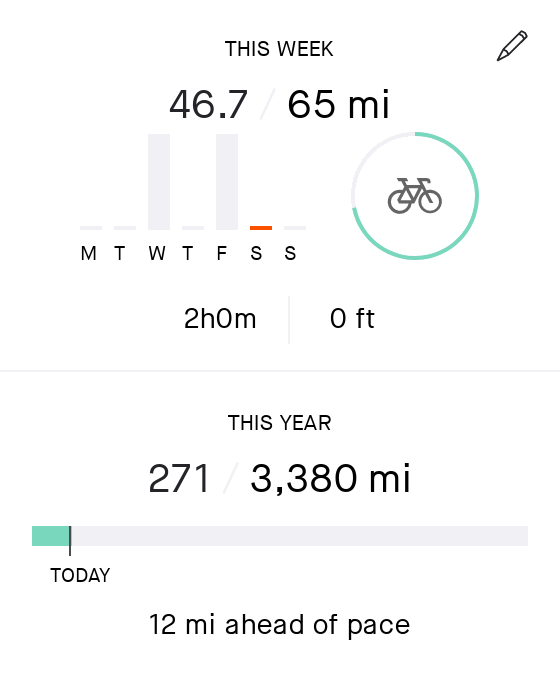 THIS WEEK
46.7 / 65 mi
M T W T F S S
2h0m 0 ft
THIS YEAR
271 / 3,380 mi
TODAY
12 mi ahead of pace